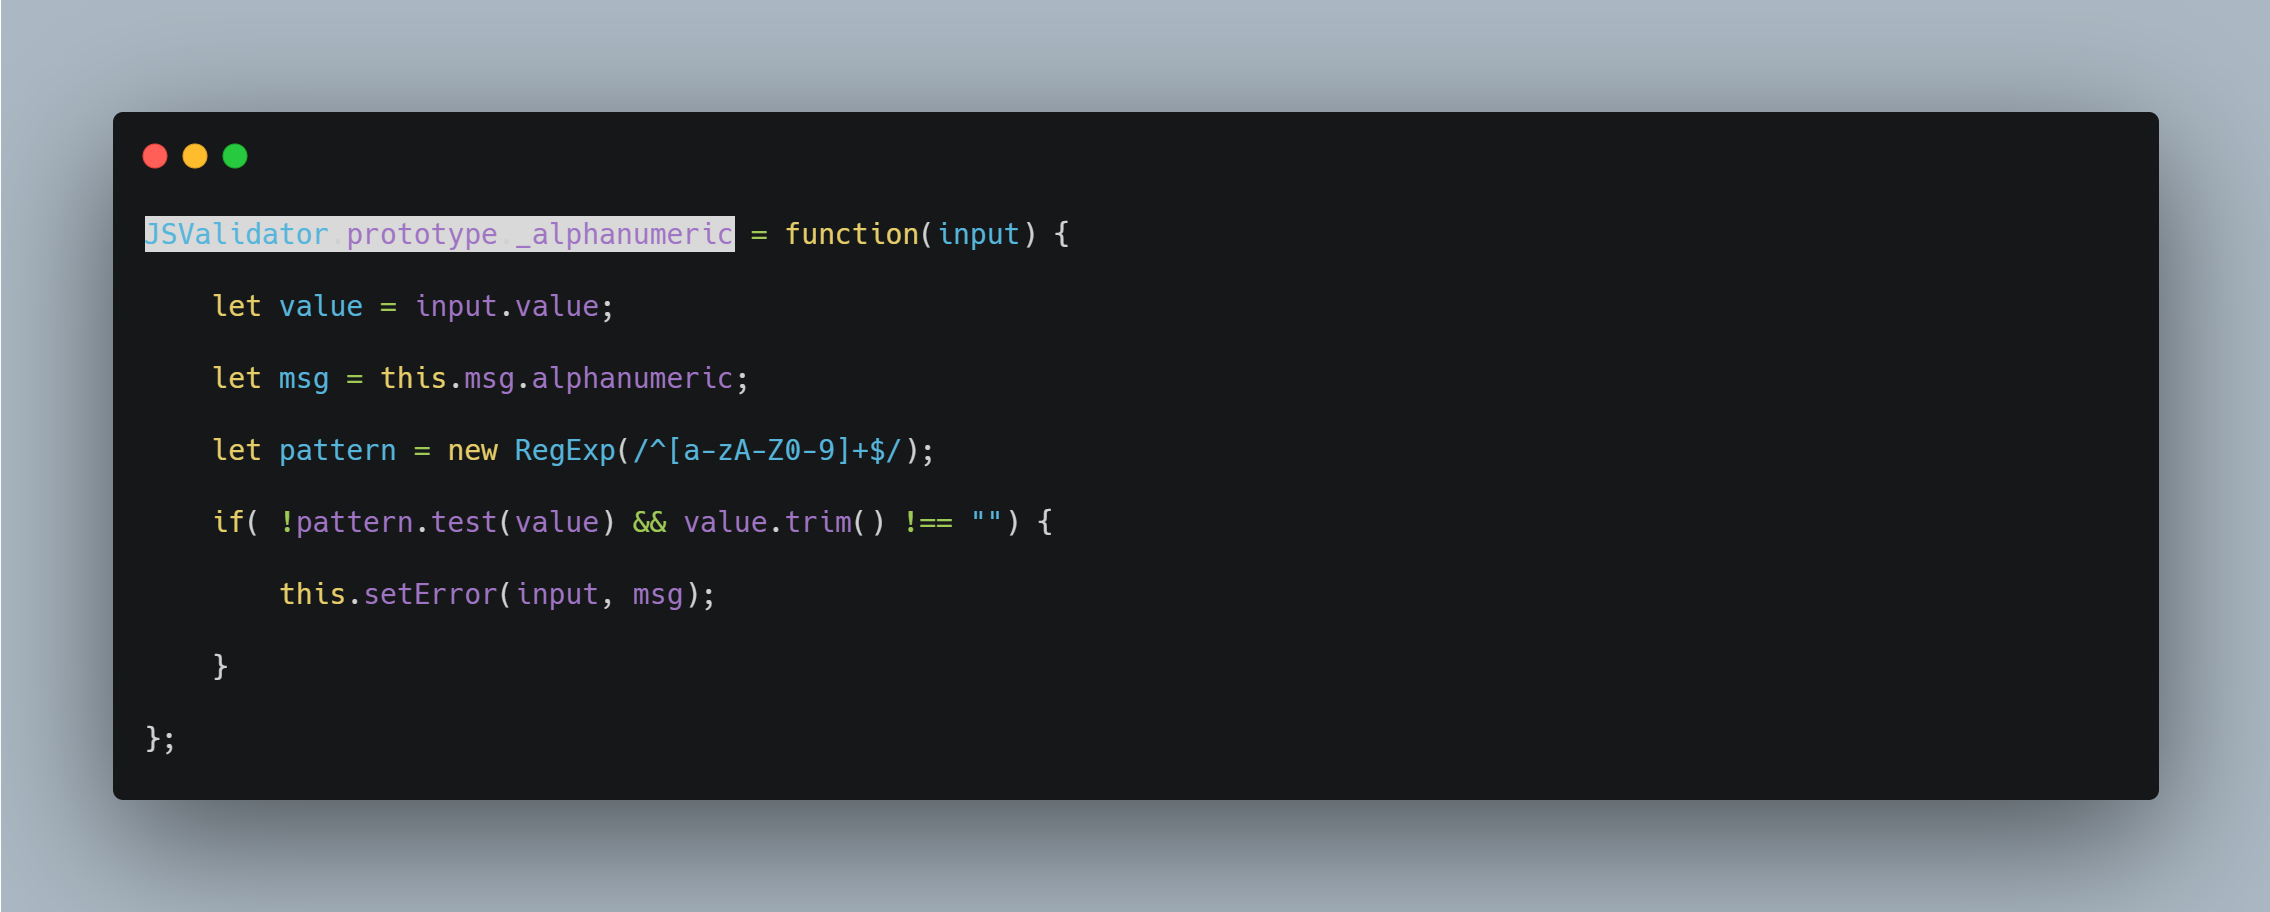 JSValidator.prototype._alphanumeric = function(input) {
    let value = input.value;
    let msg = this.msg.alphanumeric;
    let pattern = new RegExp(/^[a-zA-Z0-9]+$/);
    if( !pattern.test(value) && value.trim() !== "") {
        this.setError(input, msg);
    }
};